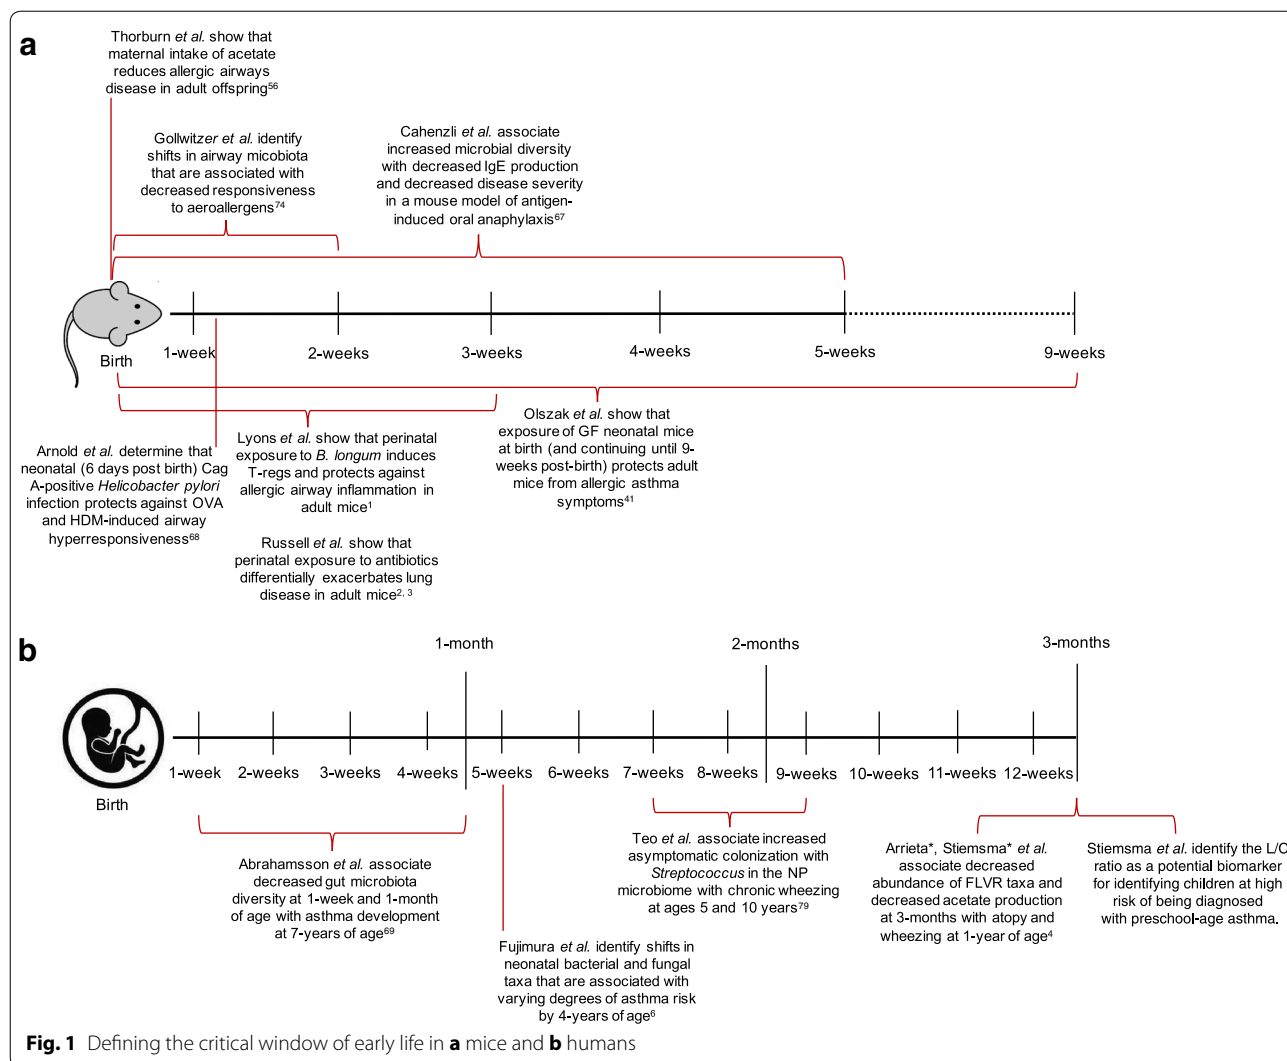 a
Thorburn et al. show that
maternal intake of acetate
reduces allergic airways
disease in adult offspring56
Gollwitzer et al. identify
shifts in airway micobiota
that are associated with
decreased responsiveness
to aeroallergens74
Cahenzli et al. associate
increased microbial diversity
with decreased IgE production
and decreased disease severity
in a mouse model of antigen-
induced oral anaphylaxis67
Birth
1-week
2-weeks
3-weeks
4-weeks
5-weeks
9-weeks
Arnold et al. determine that
neonatal (6 days post birth) Cag
A-positive Helicobacter pylori
infection protects against OVA
and HDM-induced airway
hyperresponsiveness68
Lyons et al. show that perinatal
exposure to B. longum induces
T-regs and protects against
allergic airway inflammation in
adult mice1
Russell et al. show that
perinatal exposure to antibiotics
differentially exacerbates lung
disease in adult mice2, 3
Olszak et al. show that
exposure of GF neonatal mice
at birth (and continuing until 9-
weeks post-birth) protects adult
mice from allergic asthma
symptoms41
b
1-month
2-months
3-months
1-week
2-weeks
3-weeks
4-weeks
5-weeks
6-weeks
7-weeks
8-weeks
9-weeks
10-weeks
11-weeks
12-weeks
Birth
Abrahamsson et al. associate
decreased gut microbiota
diversity at 1-week and 1-month
of age with asthma development
at 7-years of age69
Fujimura et al. identify shifts in
neonatal bacterial and fungal
taxa that are associated with
varying degrees of asthma risk
by 4-years of age6
Teo et al. associate increased
asymptomatic colonization with
Streptococcus in the NP
microbiome with chronic wheezing
at ages 5 and 10 years79
Arrieta*, Stiemsma* et al.
associate decreased
abundance of FLVR taxa and
decreased acetate production
at 3-months with atopy and
wheezing at 1-year of age4
Stiemsma et al. identify the L/C
ratio as a potential biomarker
for identifying children at high
risk of being diagnosed
with preschool-age asthma.
Fig. 1 Defining the critical window of early life in a mice and b humans